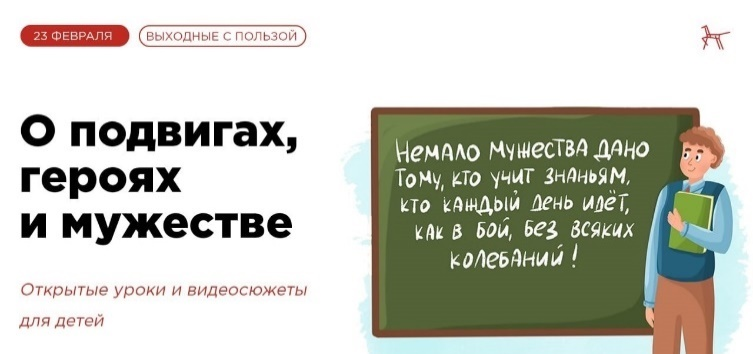 23 ФЕВРАЛЯ
ВЫХОДНЫЕ С ПОЛЬЗОЙ
О подвигах,
героях
и мужестве
Открытые уроки и видеосюжеты
для детей
Немало мужества дано
Тому, кто учит знаньям,
кто каждый день идёт,
как в бой, без всяких
колебаний!